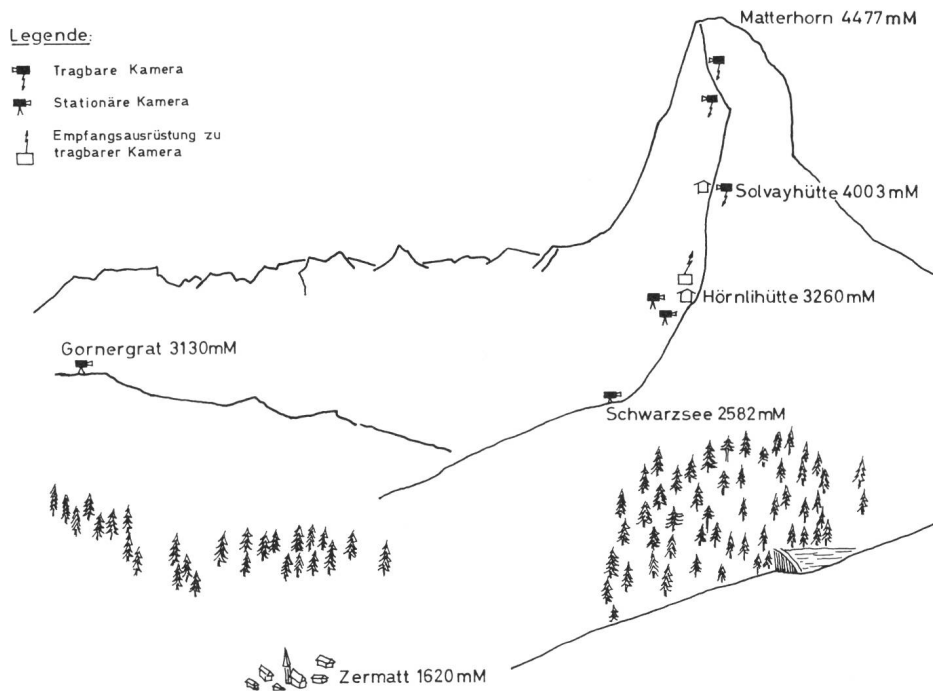 Legende:
Tragbare Kamera
Stationäre Kamera
Empfangsausrüstung zu
tragbarer Kamera
Matterhorn 4477mM
Solvayhütte 4003mM
Hörnlihütte 3260mM
Gornergrat 3130mM
Schwarzsee 2582mM
Zermatt 1620mM